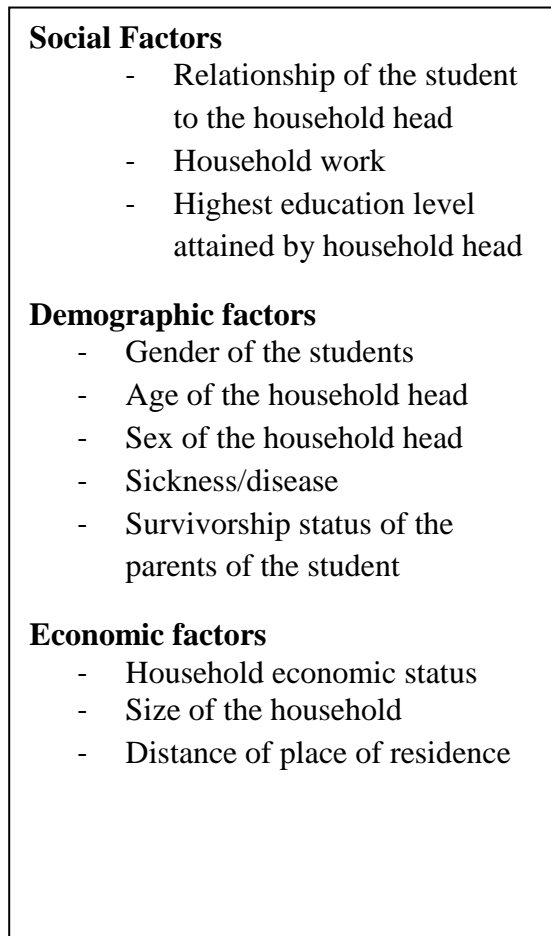 Social Factors
- Relationship of the student
to the household head
- Household work
- Highest education level
attained by household head
Demographic factors
- Gender of the students
- Age of the household head
- Sex of the household head
- Sickness/disease
- Survivorship status of the
parents of the student
Economic factors
- Household economic status
- Size of the household
- Distance of place of residence